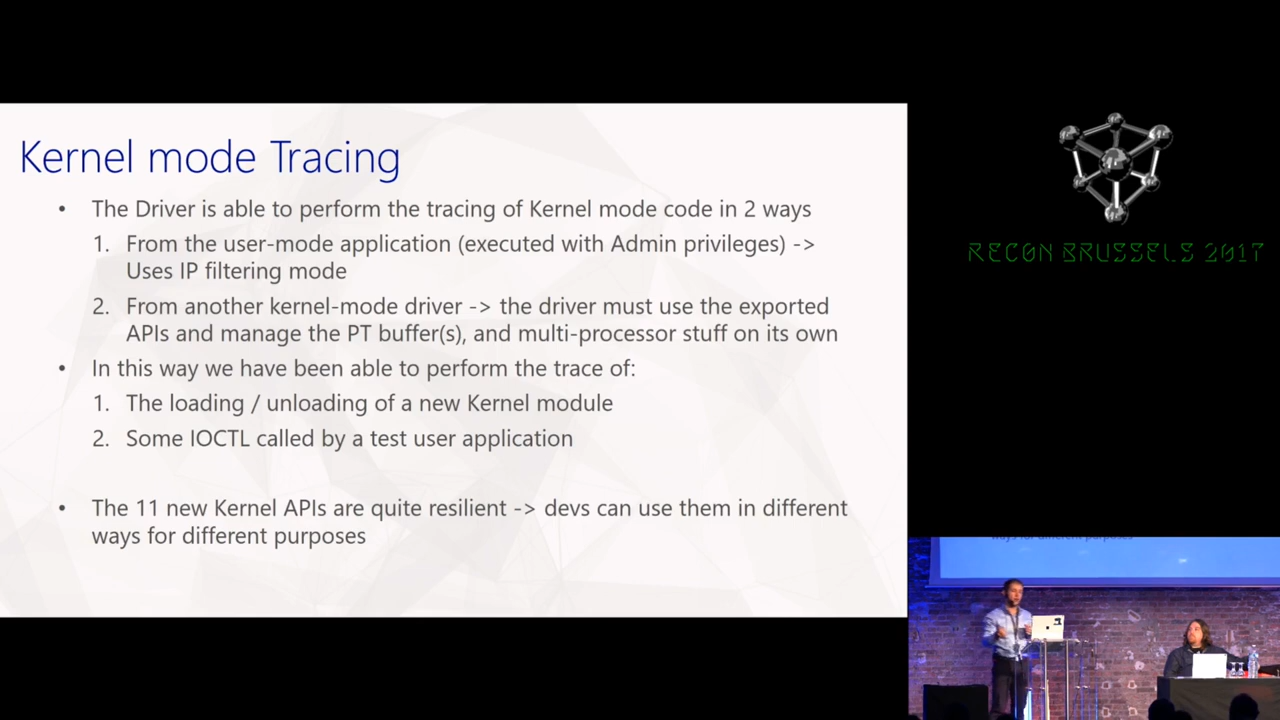 Kernel mode Tracing
• The Driver is able to perform the tracing of Kernel mode code in 2 ways
1. From the user-mode application (executed with Admin privileges) ->
Uses IP filtering mode
2. From another kernel-mode driver -> the driver must use the exported
APIs and manage the PT buffer(s), and multi-processor stuff on its own
• In this way we have been able to perform the trace of:
1. The loading / unloading of a new Kernel module
2. Some IOCTL called by a test user application
• The 11 new Kernel APIs are quite resilient -> devs can use them in different
ways for different purposes
RECON BRUSSELS 2017
ways for different purposes